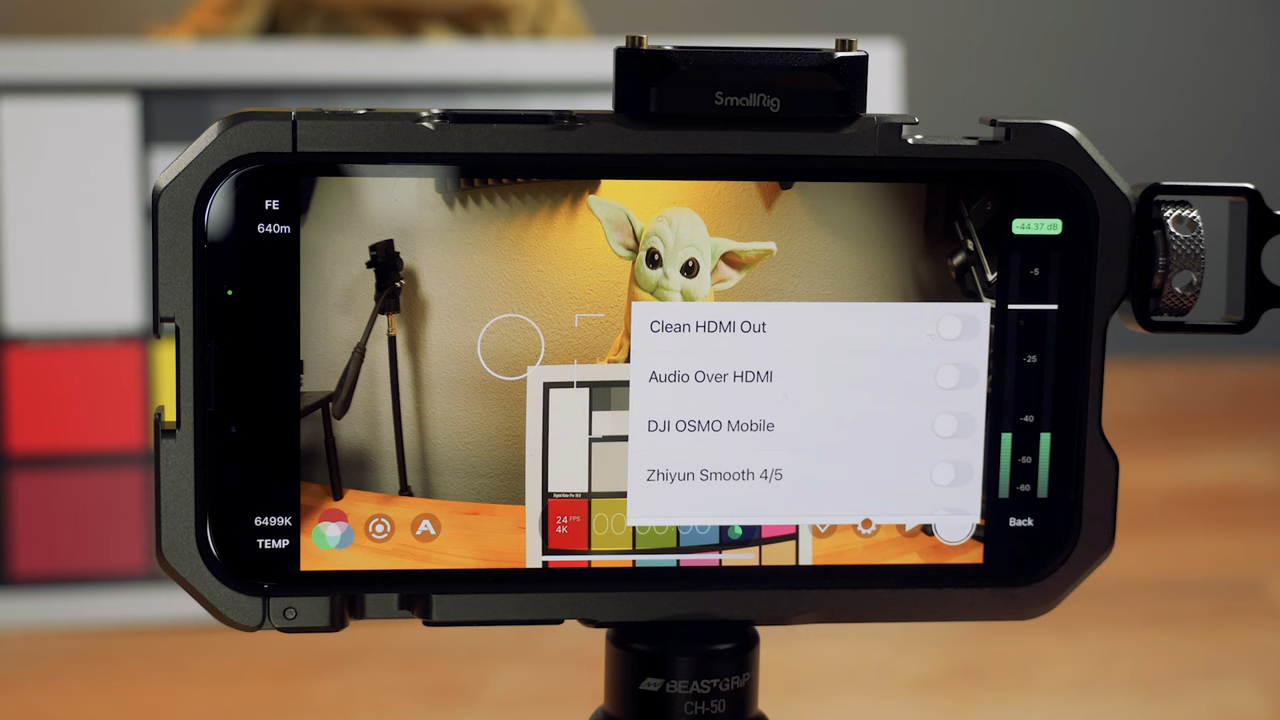 SmallRig
FE
640m
-44.37 dB
-5
Clean HDMI Out
Audio Over HDMI
-25
DJI OSMO Mobile
-40
-50
Zhiyun Smooth 4/5
-60
6499K
TEMP
A
24 FPS
4K
Back
BEASTGRIP
CH-50